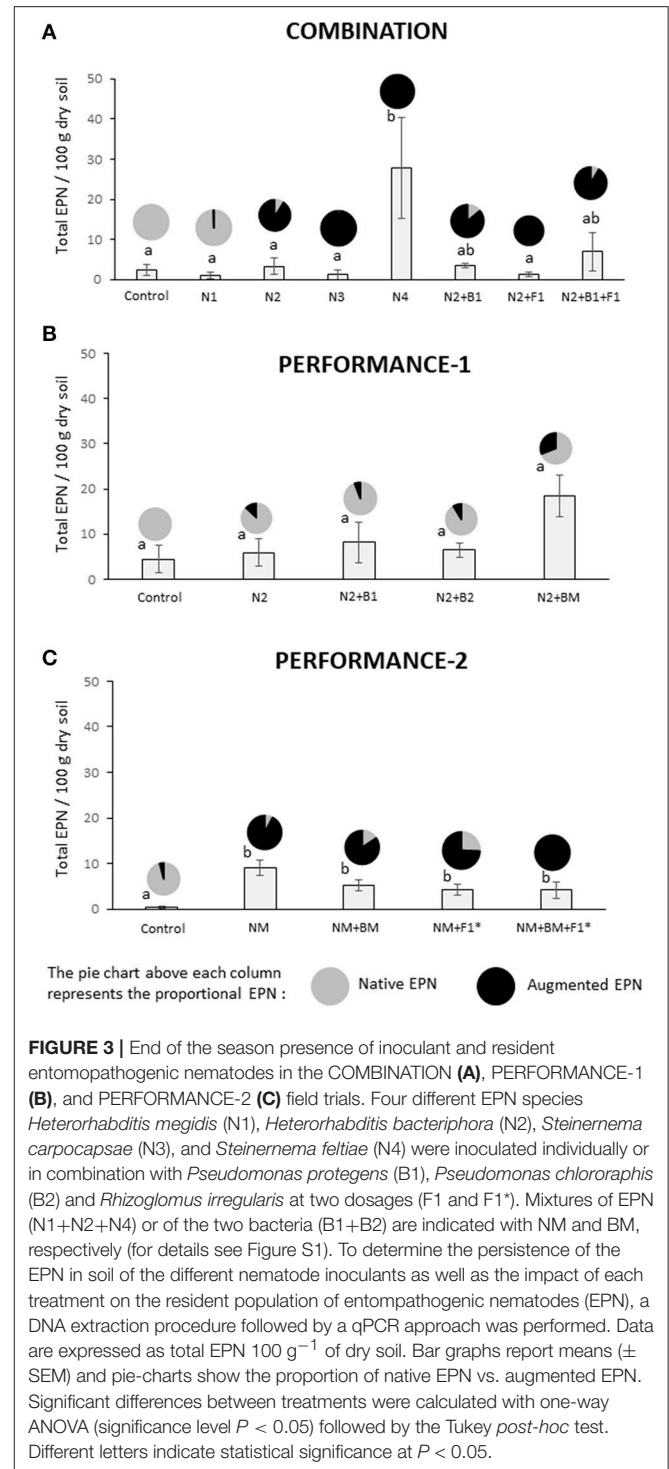 A
COMBINATION
Total EPN / 100 g dry soil
50
40
30
20
10
0
a
a
a
a
b
ab
a
ab
Control N1 N2 N3 N4 N2+B1 N2+F1 N2+B1+F1
B
PERFORMANCE-1
Total EPN / 100 g dry soil
50
40
30
20
10
0
a
a
a
a
a
Control N2 N2+B1 N2+B2 N2+BM
C
PERFORMANCE-2
Total EPN / 100 g dry soil
50
40
30
20
10
0
a
b
b
b
b
Control NM NM+BM NM+F1* NM+BM+F1*
The pie chart above each column
represents the proportional EPN :
Native EPN
Augmented EPN
FIGURE 3 | End of the season presence of inoculant and resident
entomopathogenic nematodes in the COMBINATION (A), PERFORMANCE-1
(B), and PERFORMANCE-2 (C) field trials. Four different EPN species
Heterorhabditis megidis (N1), Heterorhabditis bacteriphora (N2), Steinernema
carpocapsae (N3), and Steinernema feltiae (N4) were inoculated individually or
in combination with Pseudomonas protegens (B1), Pseudomonas chlororaphis
(B2) and Rhizoglomus irregularis at two dosages (F1 and F1*). Mixtures of EPN
(N1+N2+N4) or of the two bacteria (B1+B2) are indicated with NM and BM,
respectively (for details see Figure S1). To determine the persistence of the
EPN in soil of the different nematode inoculants as well as the impact of each
treatment on the resident population of entompathogenic nematodes (EPN), a
DNA extraction procedure followed by a qPCR approach was performed. Data
are expressed as total EPN 100 g−1 of dry soil. Bar graphs report means (±
SEM) and pie-charts show the proportion of native EPN vs. augmented EPN.
Significant differences between treatments were calculated with one-way
ANOVA (significance level P < 0.05) followed by the Tukey post-hoc test.
Different letters indicate statistical significance at P < 0.05.